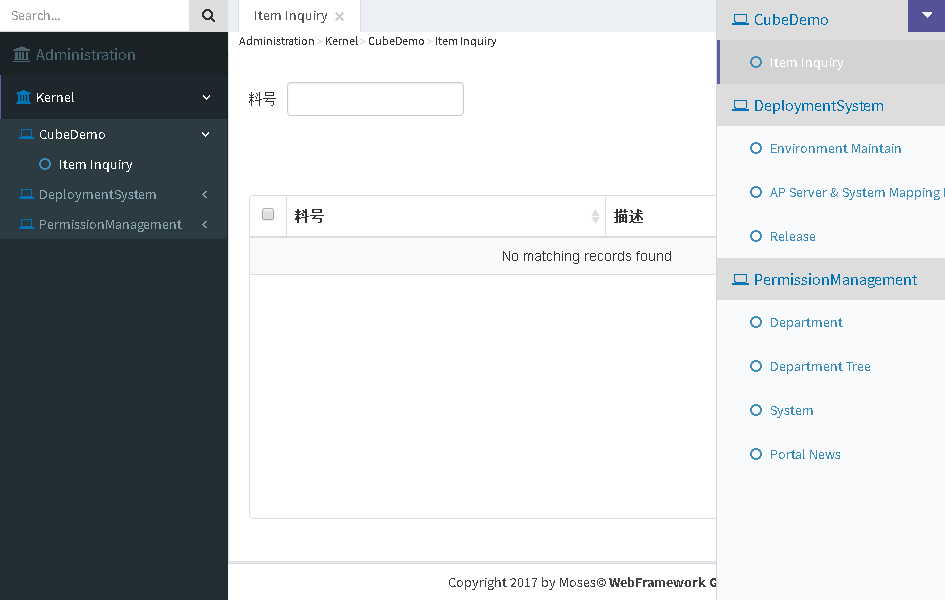 Search...
Administration
Kernel
CubeDemo
Item Inquiry
DeploymentSystem
PermissionManagement
Item Inquiry
Administration > Kernel > CubeDemo > Item Inquiry
料号
料号 描述
No matching records found
Copyright 2017 by Moses© WebFramework G
CubeDemo
Item Inquiry
DeploymentSystem
Environment Maintain
AP Server & System Mapping
Release
PermissionManagement
Department
Department Tree
System
Portal News